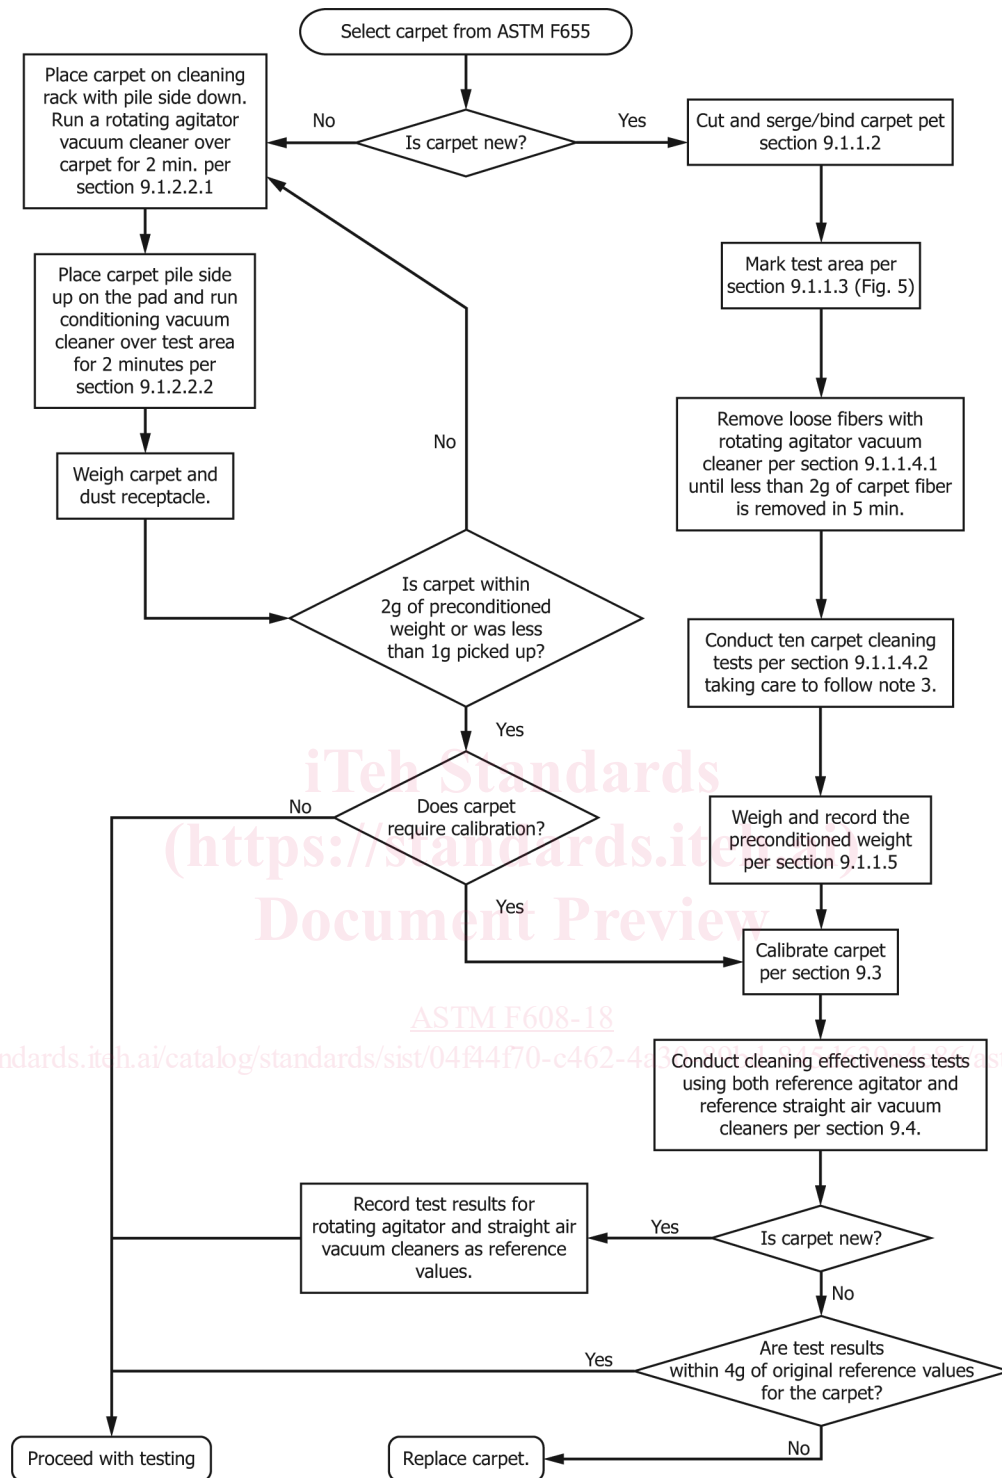 Select carpet from ASTM F655
Place carpet on cleaning
rack with pile side down.
Run a rotating agitator
vacuum cleaner over
carpet for 2 min. per
section 9.1.2.2.1
No
Is carpet new?
Yes
Cut and serge/bind carpet pet
section 9.1.1.2
Place carpet pile side
up on the pad and run
conditioning vacuum
cleaner over test area
for 2 minutes per
section 9.1.2.2.2
Mark test area per
section 9.1.1.3 (Fig. 5)
Weigh carpet and
dust receptacle.
No
Remove loose fibers with
rotating agitator vacuum
cleaner per section 9.1.1.4.1
until less than 2g of carpet fiber
is removed in 5 min.
Is carpet within
2g of preconditioned
weight or was less
than 1g picked up?
Conduct ten carpet cleaning
tests per section 9.1.1.4.2
taking care to follow note 3.
Yes
iTeh Standards
(https://standards.iteh.ai)
Document Preview
No
Does carpet
require calibration?
Weigh and record the
preconditioned weight
per section 9.1.1.5
Yes
Calibrate carpet
per section 9.3
ASTM F608-18
Conduct cleaning effectiveness tests
using both reference agitator and
reference straight air vacuum
cleaners per section 9.4.
Record test results for
rotating agitator and straight air
vacuum cleaners as reference
values.
Yes
Is carpet new?
No
Yes
Are test results
within 4g of original reference values
for the carpet?
No
Proceed with testing
Replace carpet.